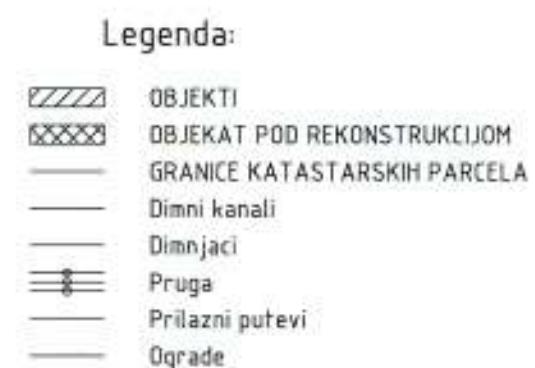 Legenda:
OBJEKTI
OBJEKAT POD REKONSTRUKCIJOM
GRANICE KATASTARSKIH PARCELA
Dimni kanali
Dimnjaci
Pruga
Prilazni putevi
Ograde